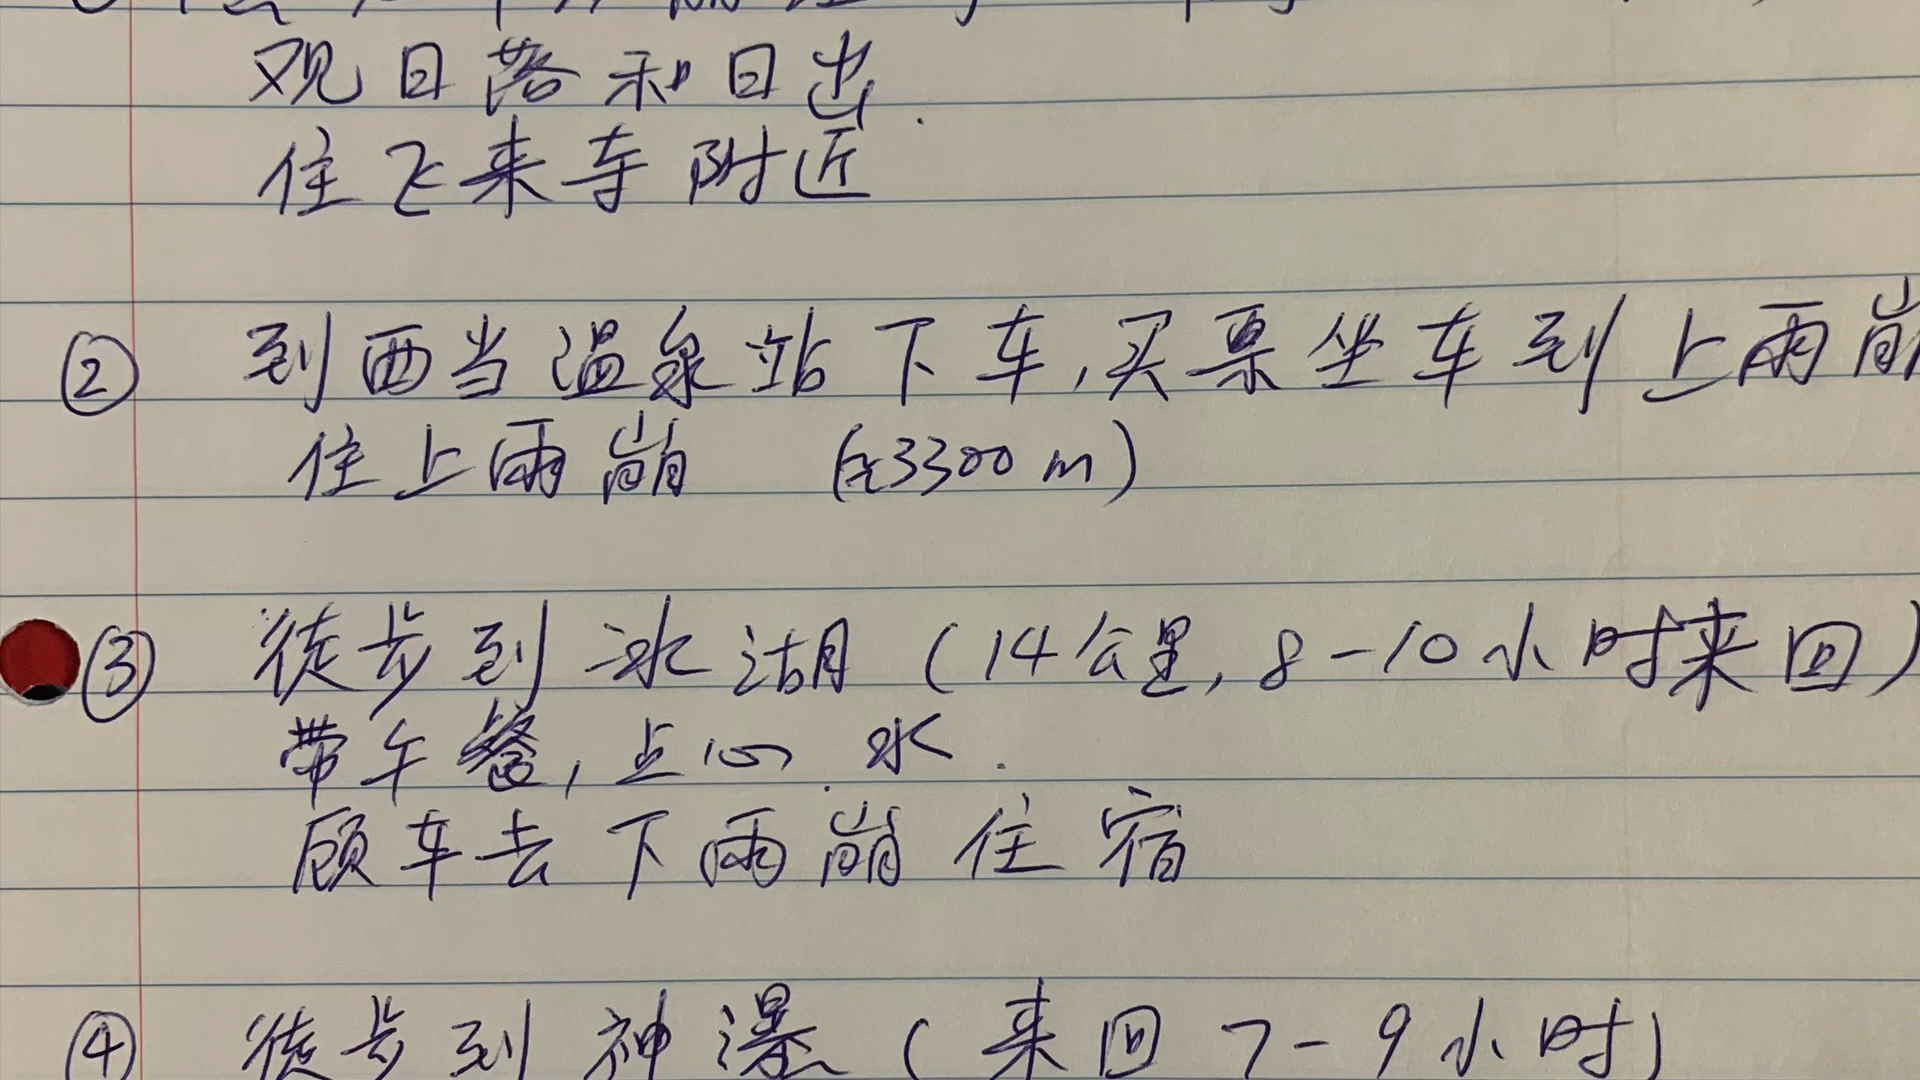 观日落和日出.
住飞来寺附近
② 到西当温泉站下车,买票坐车到上雨崩
住上雨崩 (≈3300m)
③ 徒步到冰湖(14公里,8-10小时来回)
带午餐,点心.水.
顾车去下雨崩住宿
④ 徒步到神瀑(来回7-9小时)